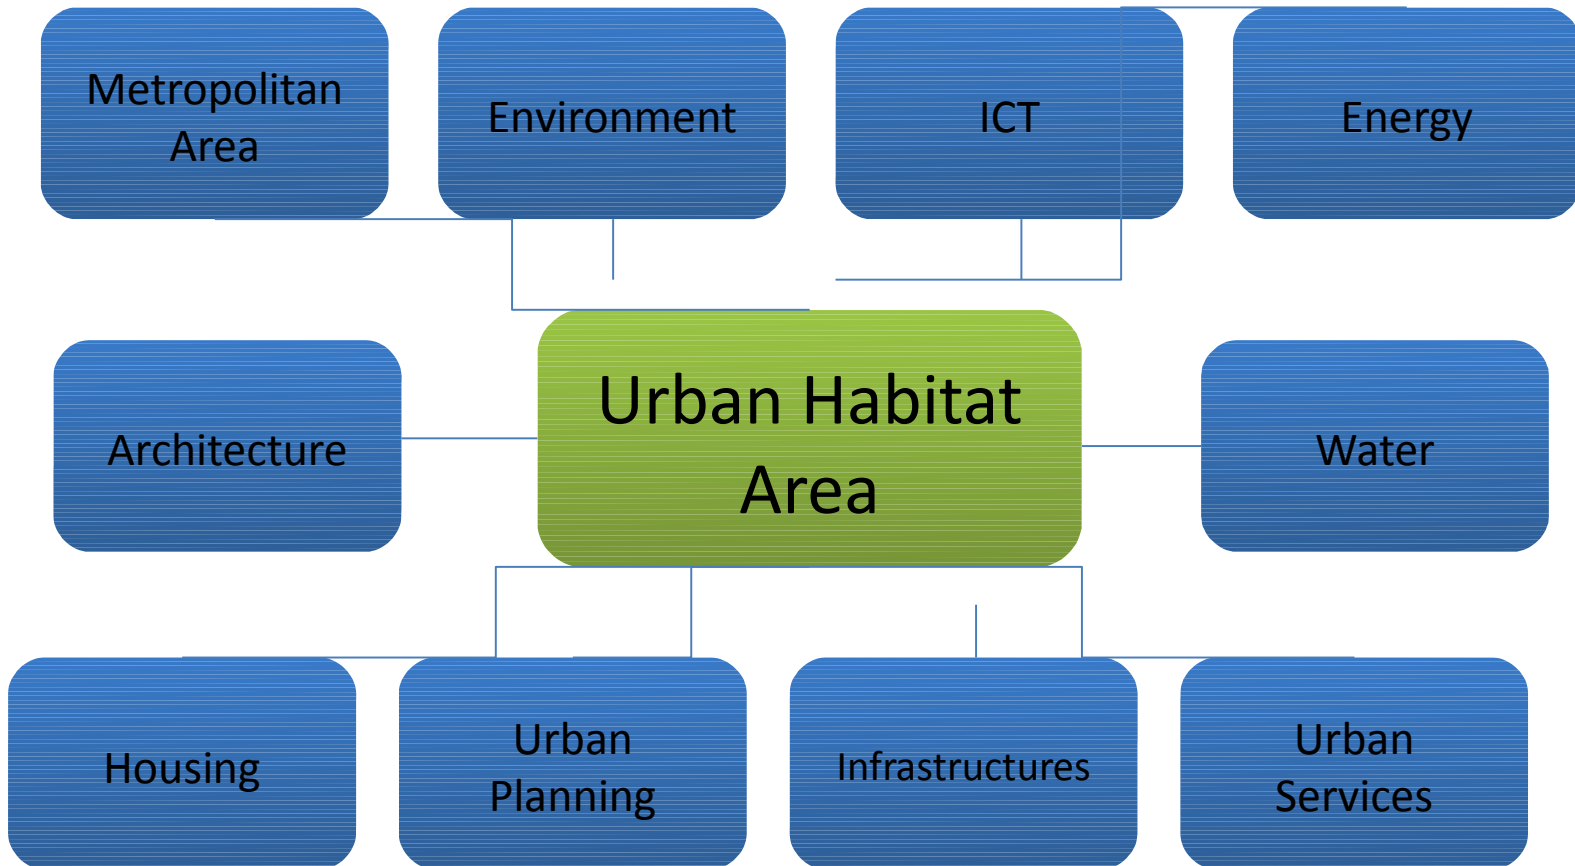 Metropolitan
Area
Environment
ICT
Energy
Architecture
Urban Habitat
Area
Water
Housing
Urban
Planning
Infrastructures
Urban
Services